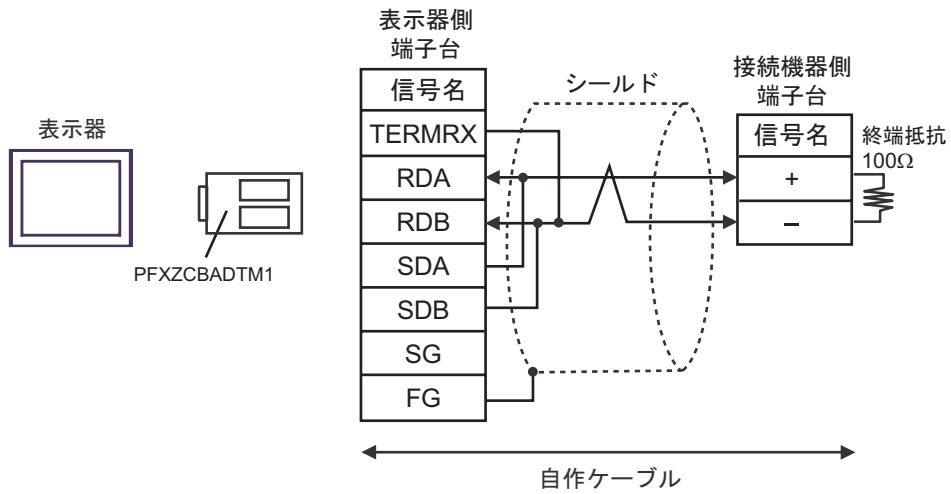 表示器
PFXZCBADTM1
表示器側
端子台
信号名
TERMRX
RDA
RDB
SDA
SDB
SG
FG
シールド
接続機器側
端子台
信号名
+
−
終端抵抗
100Ω
自作ケーブル